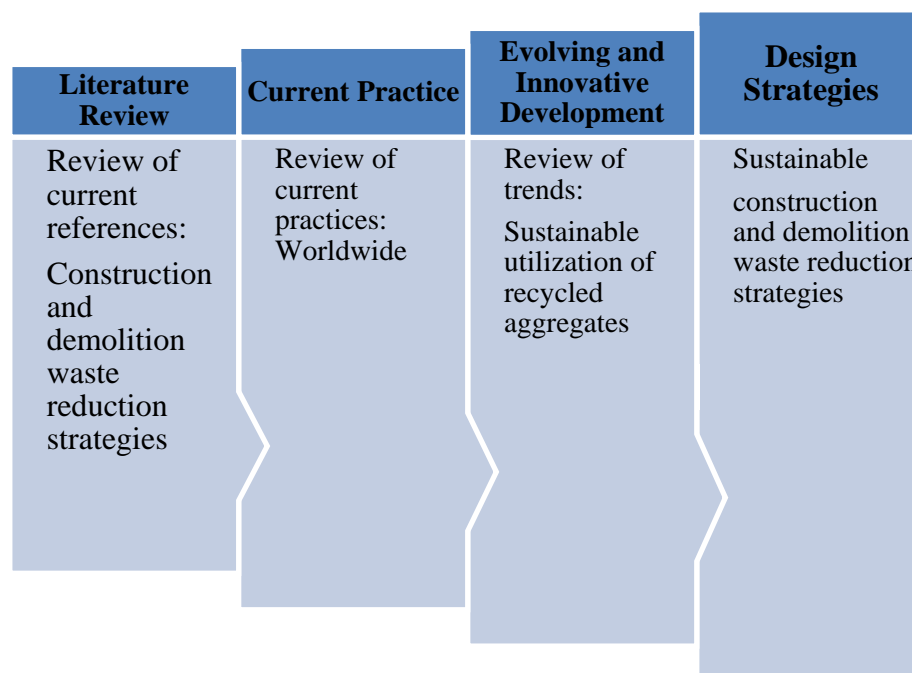 Literature
Review
Review of
current
references:
Construction
and
demolition
waste
reduction
strategies
Current Practice
Review of
current
practices:
Worldwide
Evolving and
Innovative
Development
Review of
trends:
Sustainable
utilization of
recycled
aggregates
Design
Strategies
Sustainable
construction
and demolition
waste reduction
strategies